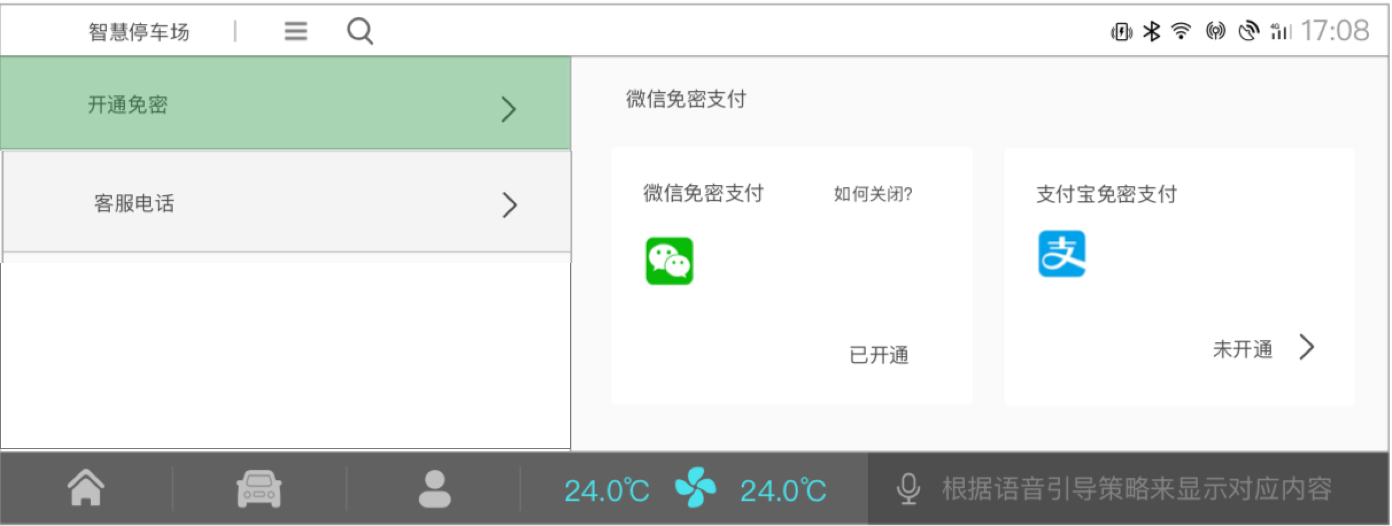 智慧停车场
4G 17:08
开通免密
客服电话
微信免密支付
微信免密支付 如何关闭?
已开通
支付宝免密支付
支
未开通
24.0℃ 24.0℃ 根据语音引导策略来显示对应内容